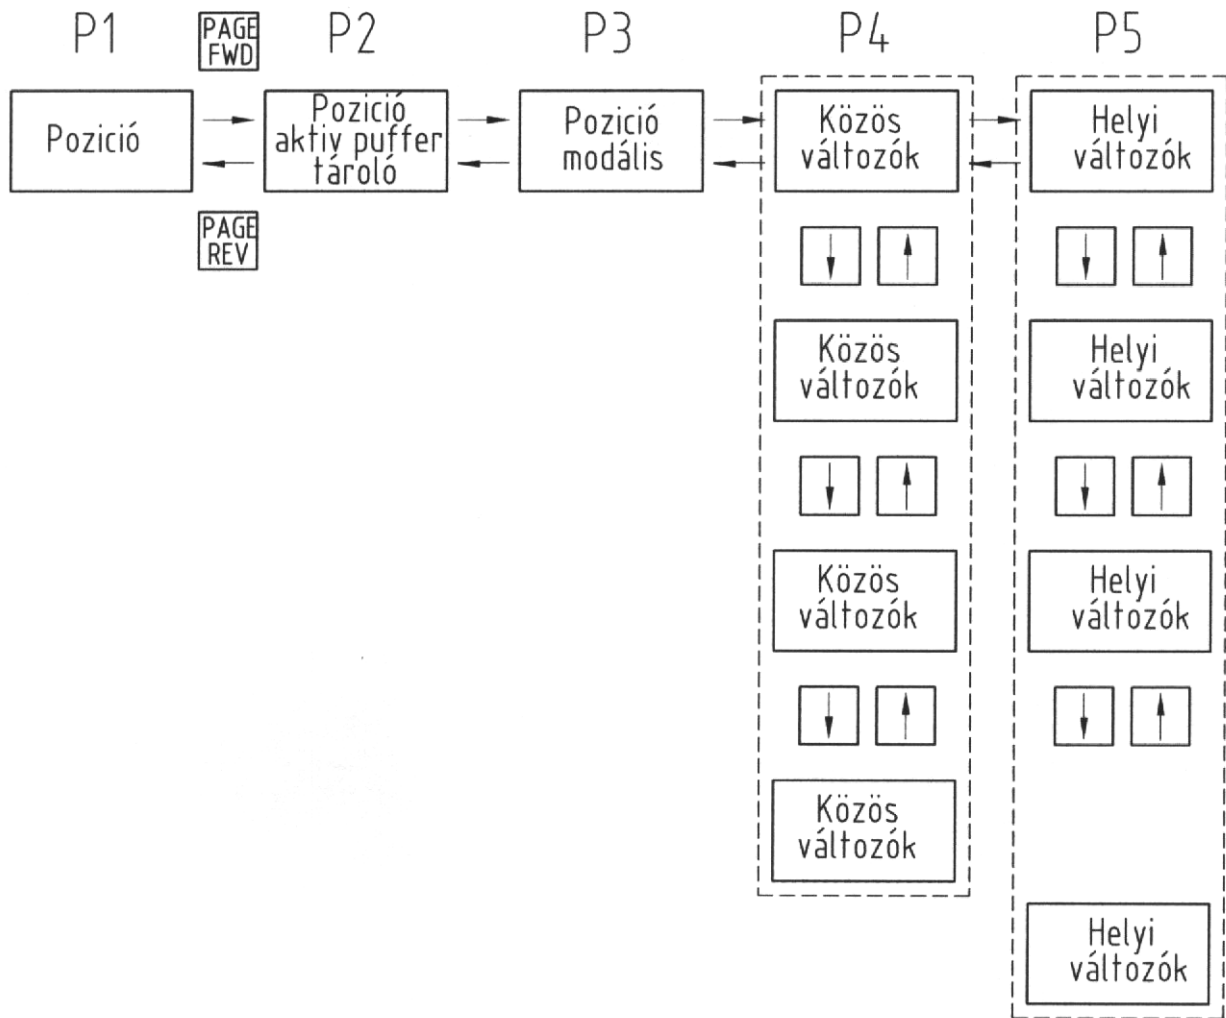 P1
PAGE
FWD
P2
P3
P4
P5
Pozició
Pozició
aktiv puffer
tároló
Pozició
modális
Közös
változók
Helyi
változók
PAGE
REV
Közös
változók
Helyi
változók
Közös
változók
Helyi
változók
Közös
változók
Helyi
változók